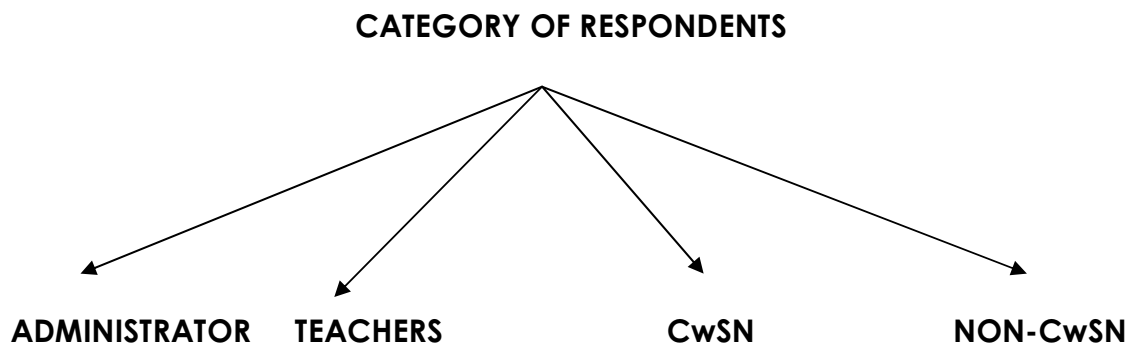 CATEGORY OF RESPONDENTS
ADMINISTRATOR TEACHERS CwSN NON-CwSN